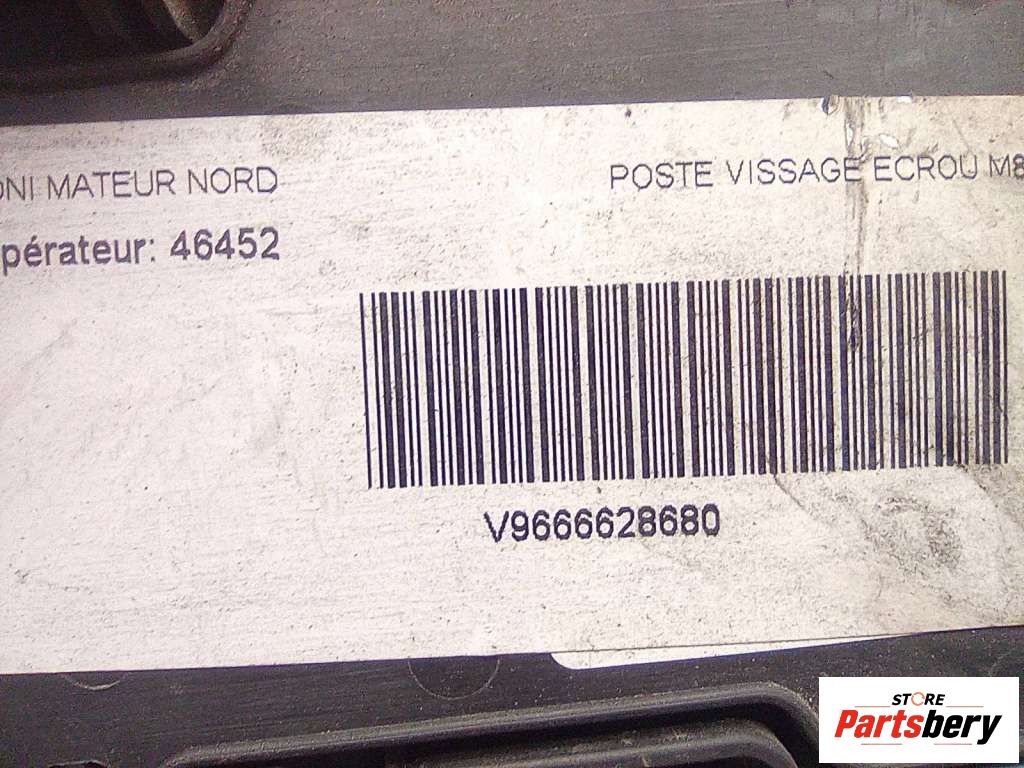 ONI MATEUR NORD
POSTE VISSAGE ECROU M8
pérateur: 46452
V9666628680
STORE
Partsbery